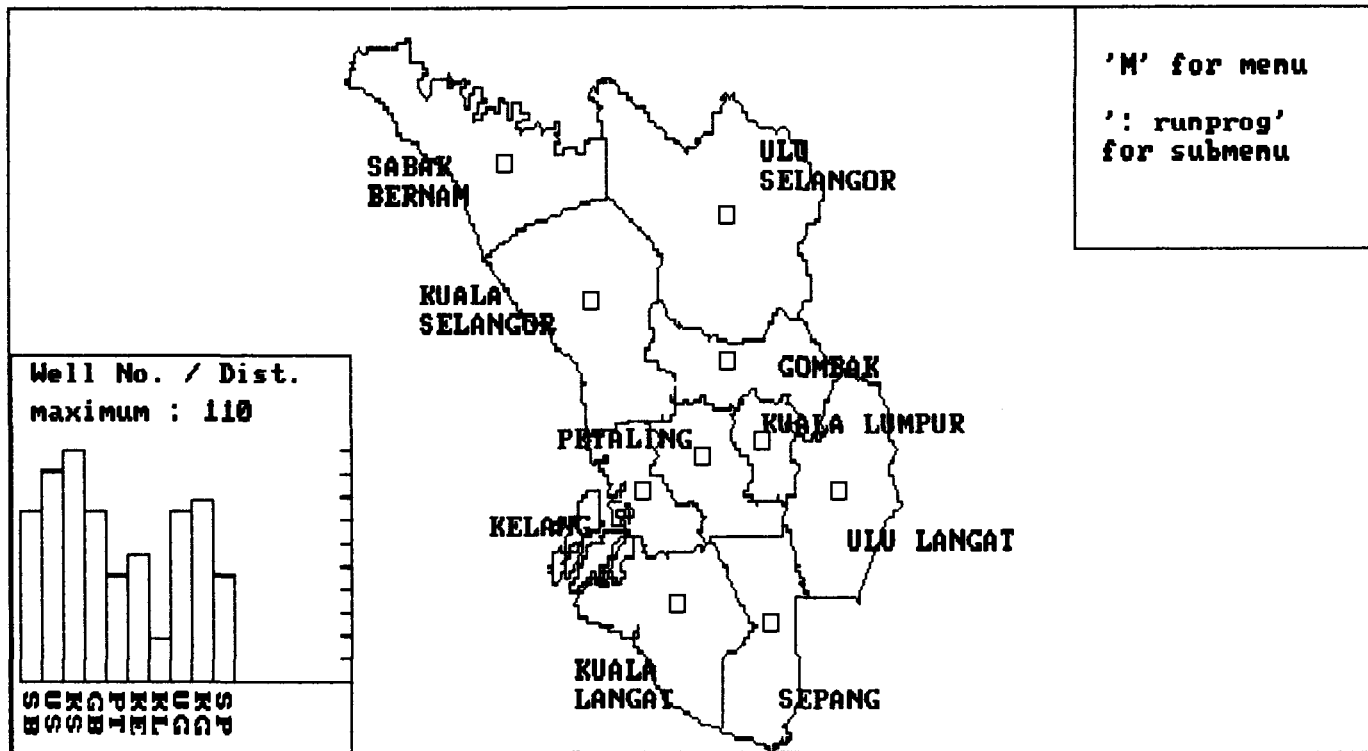 'M' for menu
': runprog'
for submenu
ULU
SELANGOR
SABAK
BERNAM
KUALA
SELANGOR
GOMBAK
Well No. / Dist.
maximum : 110
KUALA LUMPUR
PETALING
KELANG
ULU LANGAT
KUALA
LANGAT
SEPANG
SB
US
KS
GB
PT
KE
KL
UG
KG
SP